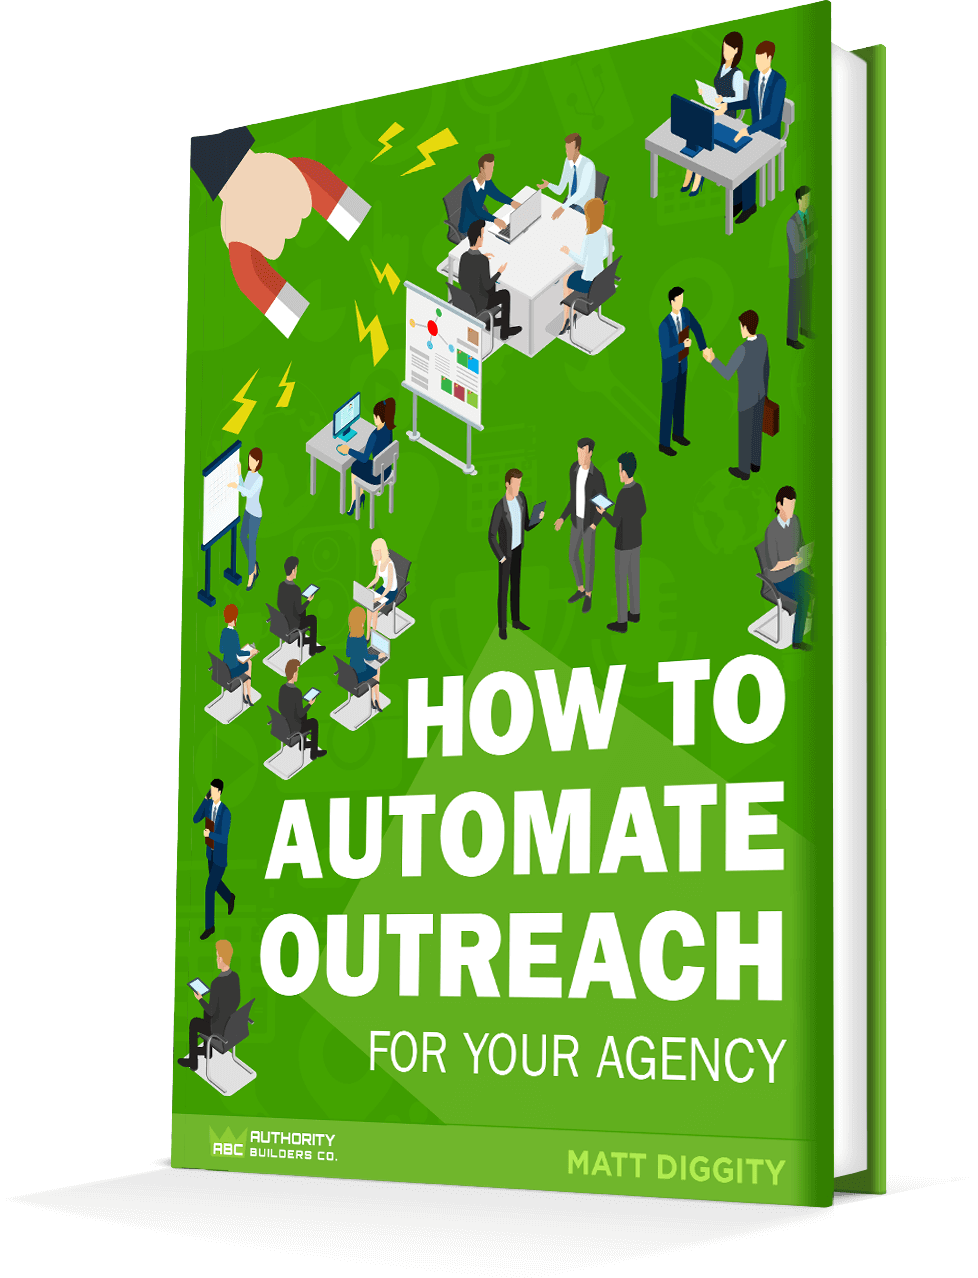 HOW TO
AUTOMATE
OUTREACH
FOR YOUR AGENCY
ABC
AUTHORITY
BUILDERS CO.
MATT DIGGITY